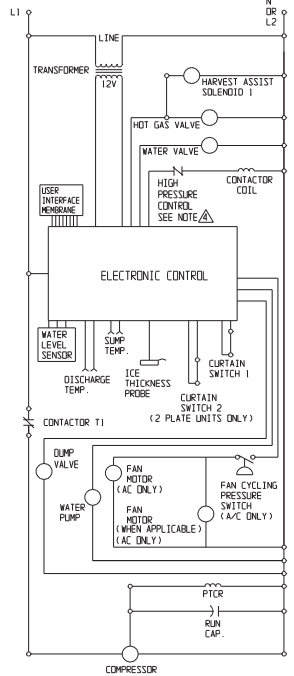 N
OR
L1
L2
LINE
TRANSFORMER
12V
HARVEST ASSIST
SOLENOID 1
HOT GAS VALVE
WATER VALVE
HIGH
PRESSURE
CONTROL
SEE NOTE 4
CONTACTOR
COIL
USER
INTERFACE
MEMBRANE
ELECTRONIC CONTROL
WATER
LEVEL
SENSOR
SUMP
TEMP.
DISCHARGE
TEMP.
ICE
THICKNESS
PROBE
CURTAIN
SWITCH 1
CURTAIN
SWITCH 2
(2 PLATE UNITS ONLY)
CONTACTOR T1
DUMP
VALVE
WATER
PUMP
FAN
MOTOR
(AC ONLY)
FAN
MOTOR
(WHEN APPLICABLE)
(AC ONLY)
FAN CYCLING
PRESSURE
SWITCH
(A/C ONLY)
PTCR
RUN
CAP.
COMPRESSOR